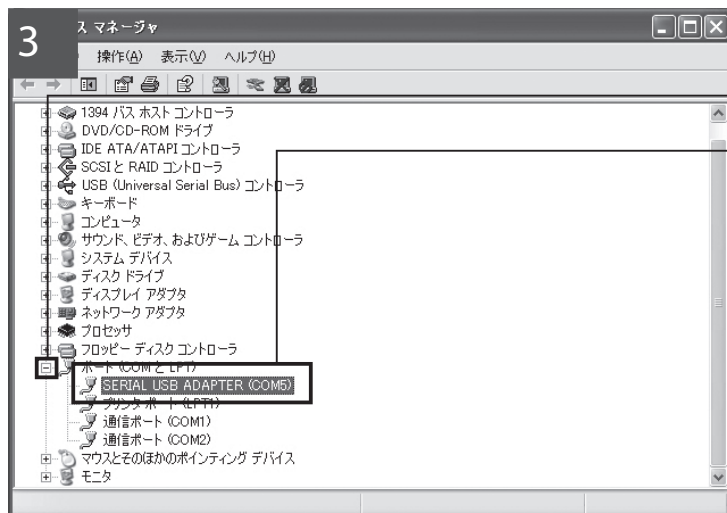 3
ス マネージャ
操作(A) 表示(V) ヘルプ(H)
1394 バス ホスト コントローラ
DVD/CD-ROM ドライブ
IDE ATA/ATAPI コントローラ
SCSI と RAID コントローラ
USB (Universal Serial Bus) コントローラ
キーボード
コンピュータ
サウンド、ビデオ、およびゲーム コントローラ
システム デバイス
ディスク ドライブ
ディスプレイ アダプタ
ネットワーク アダプタ
プロセッサ
フロッピー ディスク コントローラ
ポート (COM と LPT)
SERIAL USB ADAPTER (COM5)
プリンタ ポート (LPT1)
通信ポート (COM1)
通信ポート (COM2)
マウスとそのほかのポインティング デバイス
モニタ